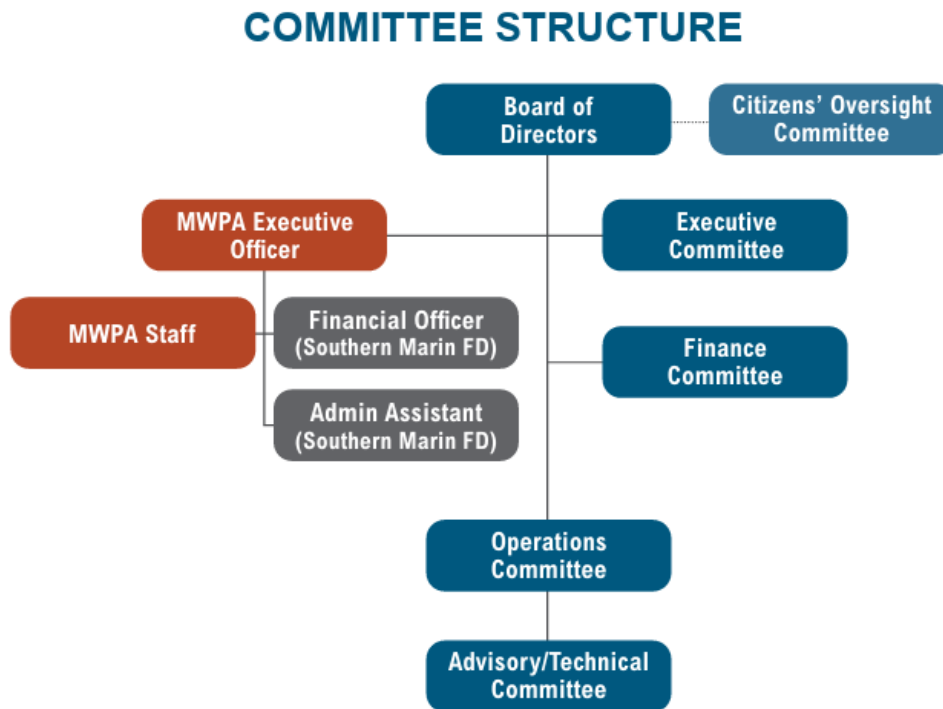 COMMITTEE STRUCTURE
Board of
Directors
Citizens' Oversight
Committee
MWPA Executive
Officer
Executive
Committee
MWPA Staff
Financial Officer
(Southern Marin FD)
Finance
Committee
Admin Assistant
(Southern Marin FD)
Operations
Committee
Advisory/Technical
Committee